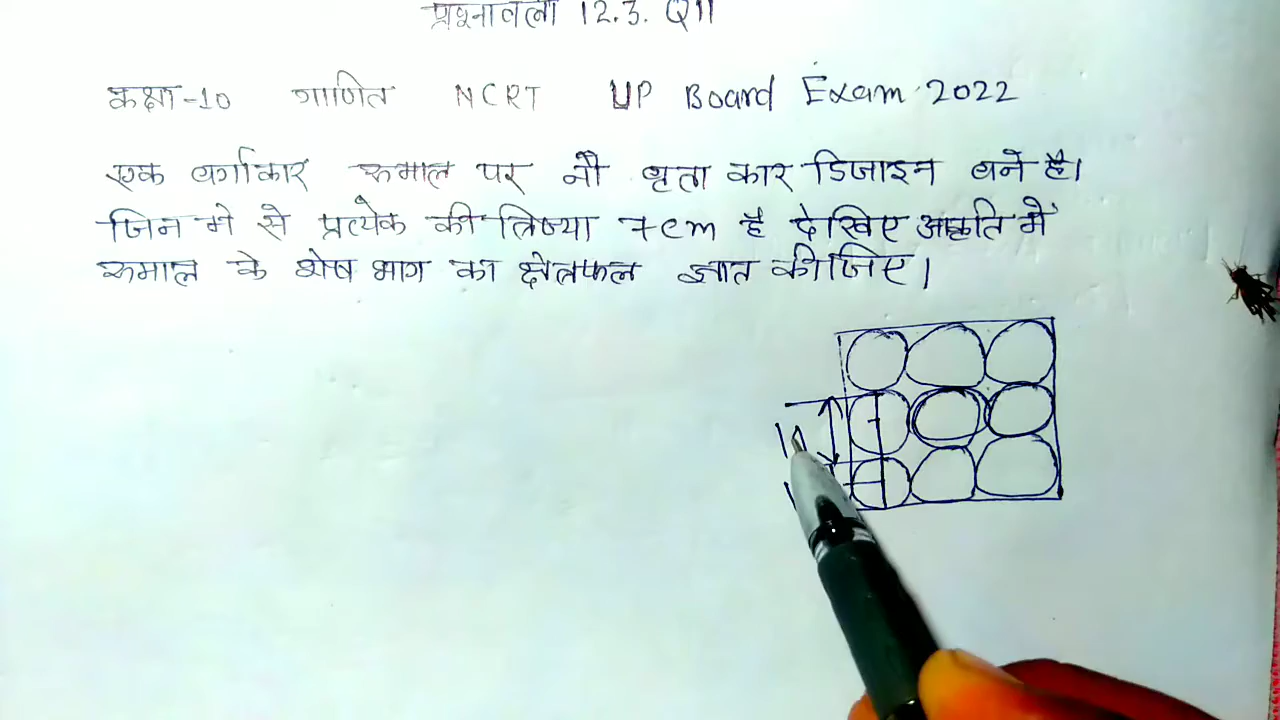 प्रश्नावली 12.3. Q11
कक्षा-10 गणित NCRT UP Board Exam 2022
एक वर्गाकार रुमाल पर नौ वृताकार डिजाइन बने है।
जिन मे से प्रत्येक की त्रिज्या 7cm है देखिए आकृति में
रुमाल के शेष भाग का क्षेत्रफल ज्ञात कीजिए।